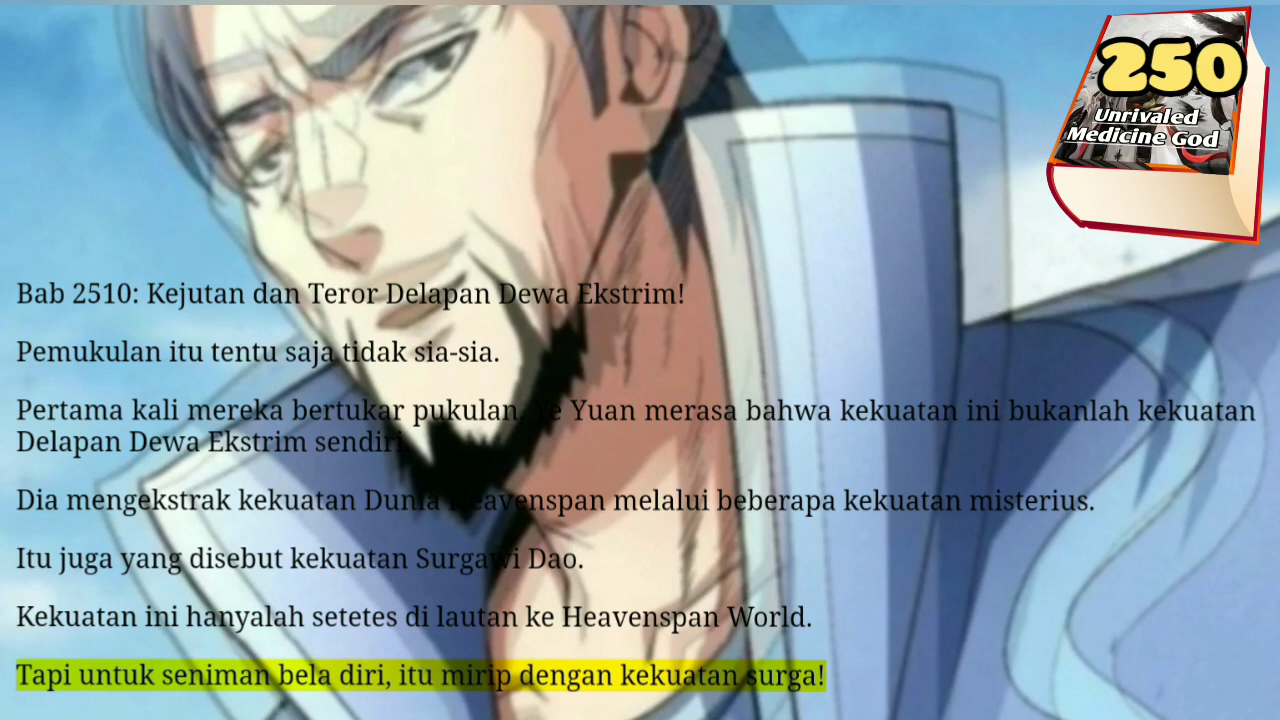 250
Unrivaled
Medicine God
Bab 2510: Kejutan dan Teror Delapan Dewa Ekstrim!
Pemukulan itu tentu saja tidak sia-sia.
Pertama kali mereka bertukar pukulan, Ye Yuan merasa bahwa kekuatan ini bukanlah kekuatan
Delapan Dewa Ekstrim sendiri.
Dia mengekstrak kekuatan Dunia Heavenspan melalui beberapa kekuatan misterius.
Itu juga yang disebut kekuatan Surgawi Dao.
Kekuatan ini hanyalah setetes di lautan ke Heavenspan World.
Tapi untuk seniman bela diri, itu mirip dengan kekuatan surga!